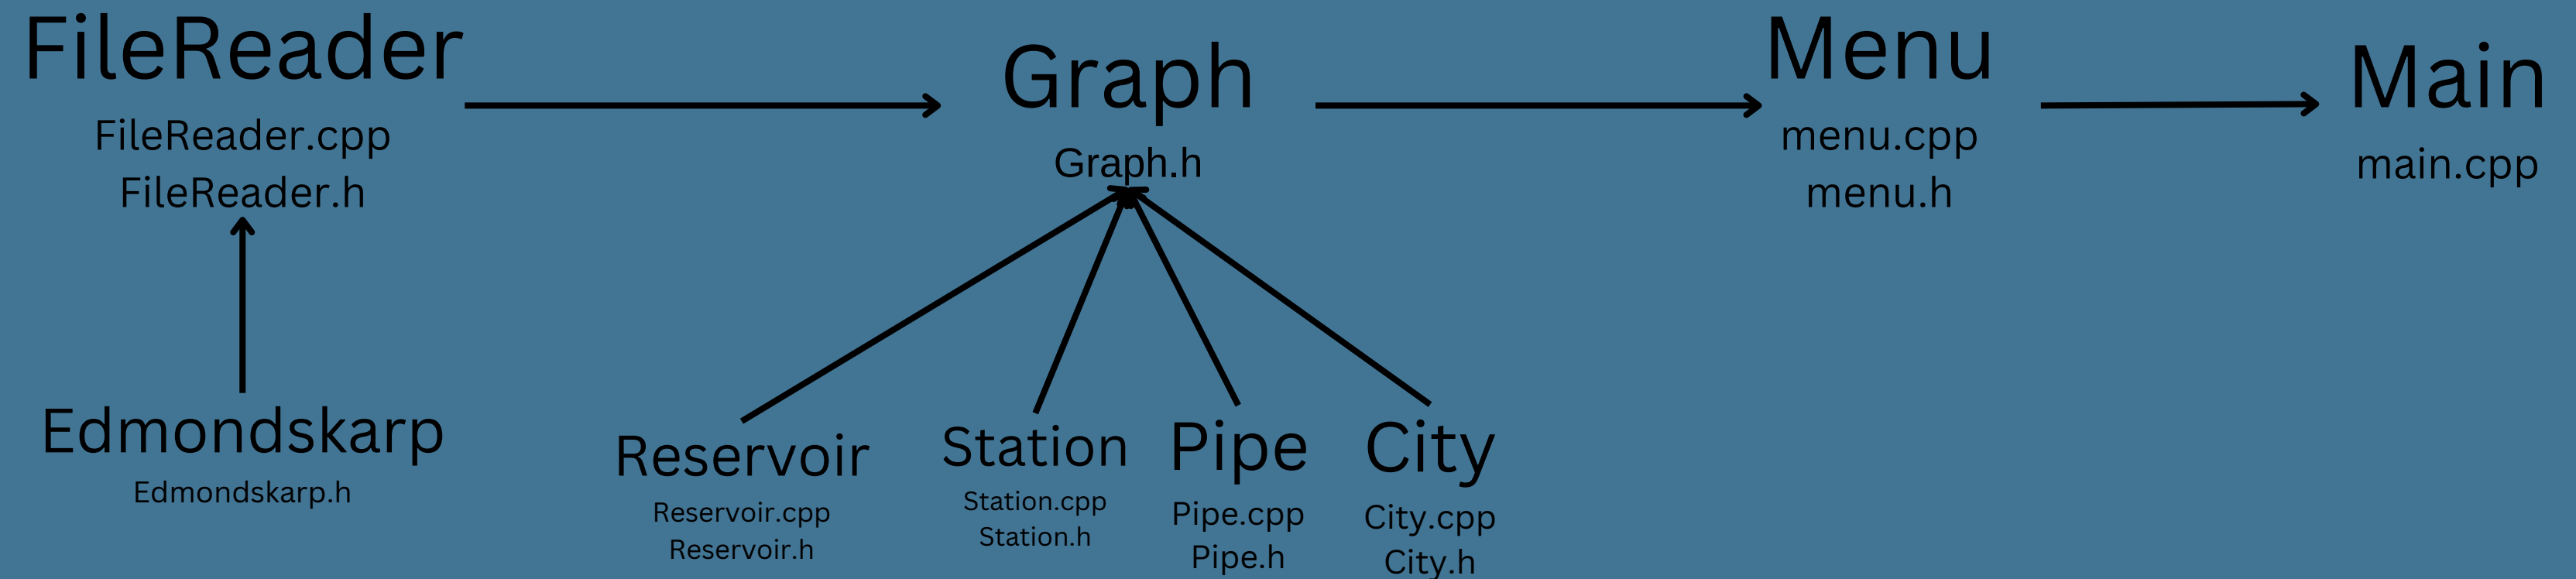 FileReader
FileReader.cpp
FileReader.h
Graph
Graph.h
Menu
menu.cpp
menu.h
Main
main.cpp
Edmondskarp
Edmondskarp.h
Reservoir
Reservoir.cpp
Reservoir.h
Station
Station.cpp
Station.h
Pipe
Pipe.cpp
Pipe.h
City
City.cpp
City.h